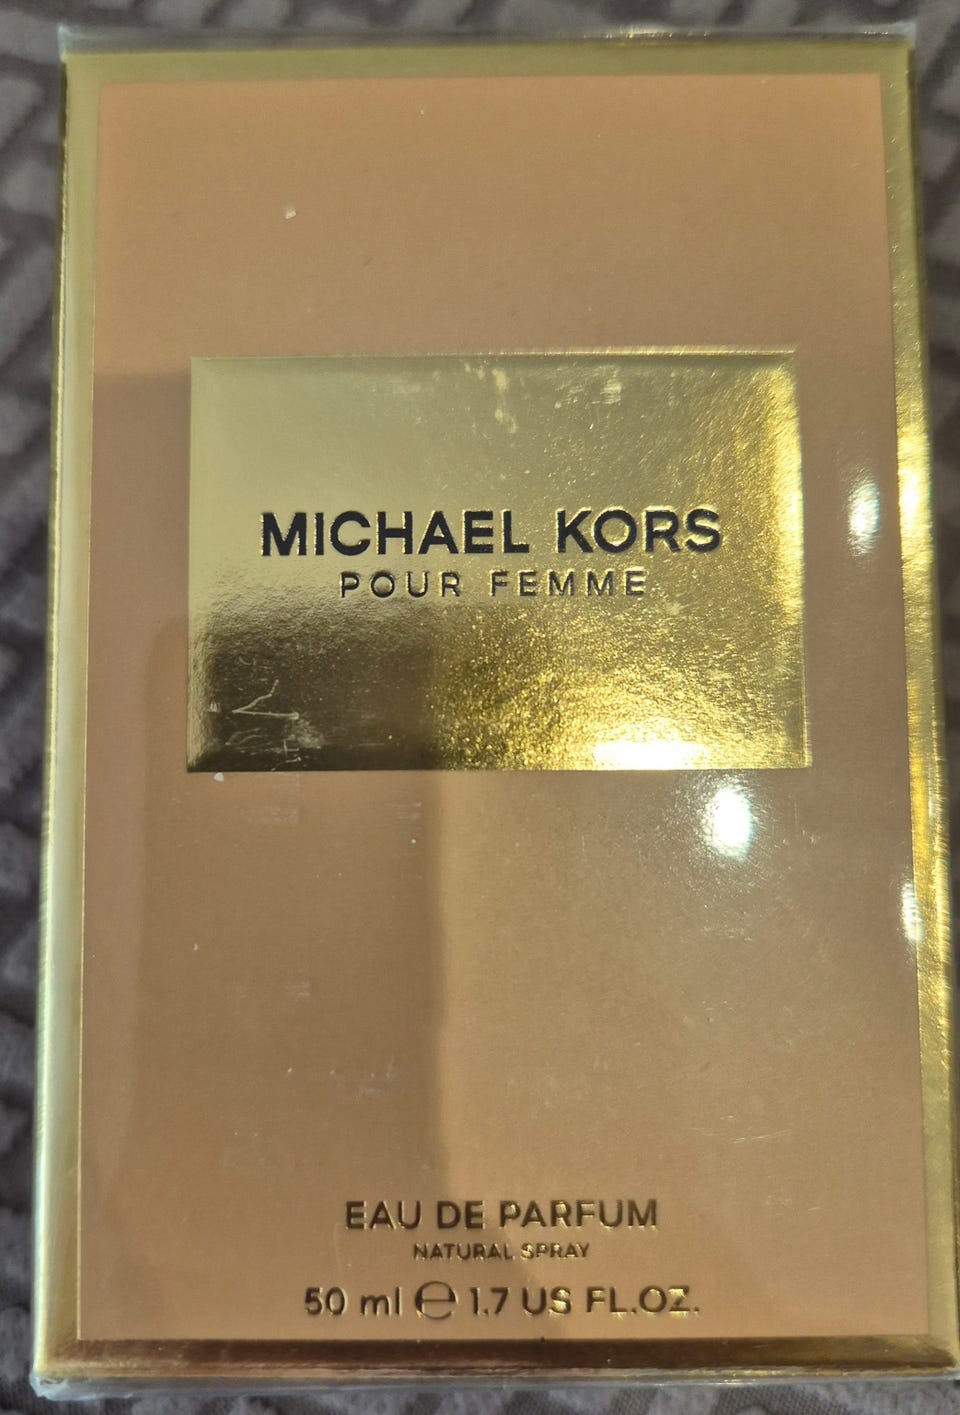 MICHAEL KORS
POUR FEMME
EAU DE PARFUM
NATURAL SPRAY
50 ml ℮ 1.7 US FL.OZ.